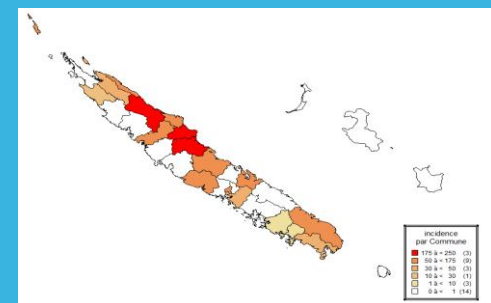 incidence
par Commune
175 à < 250 (3)
50 à < 175 (9)
30 à < 50 (3)
10 à < 30 (1)
1 à < 10 (3)
0 à < 1 (14)